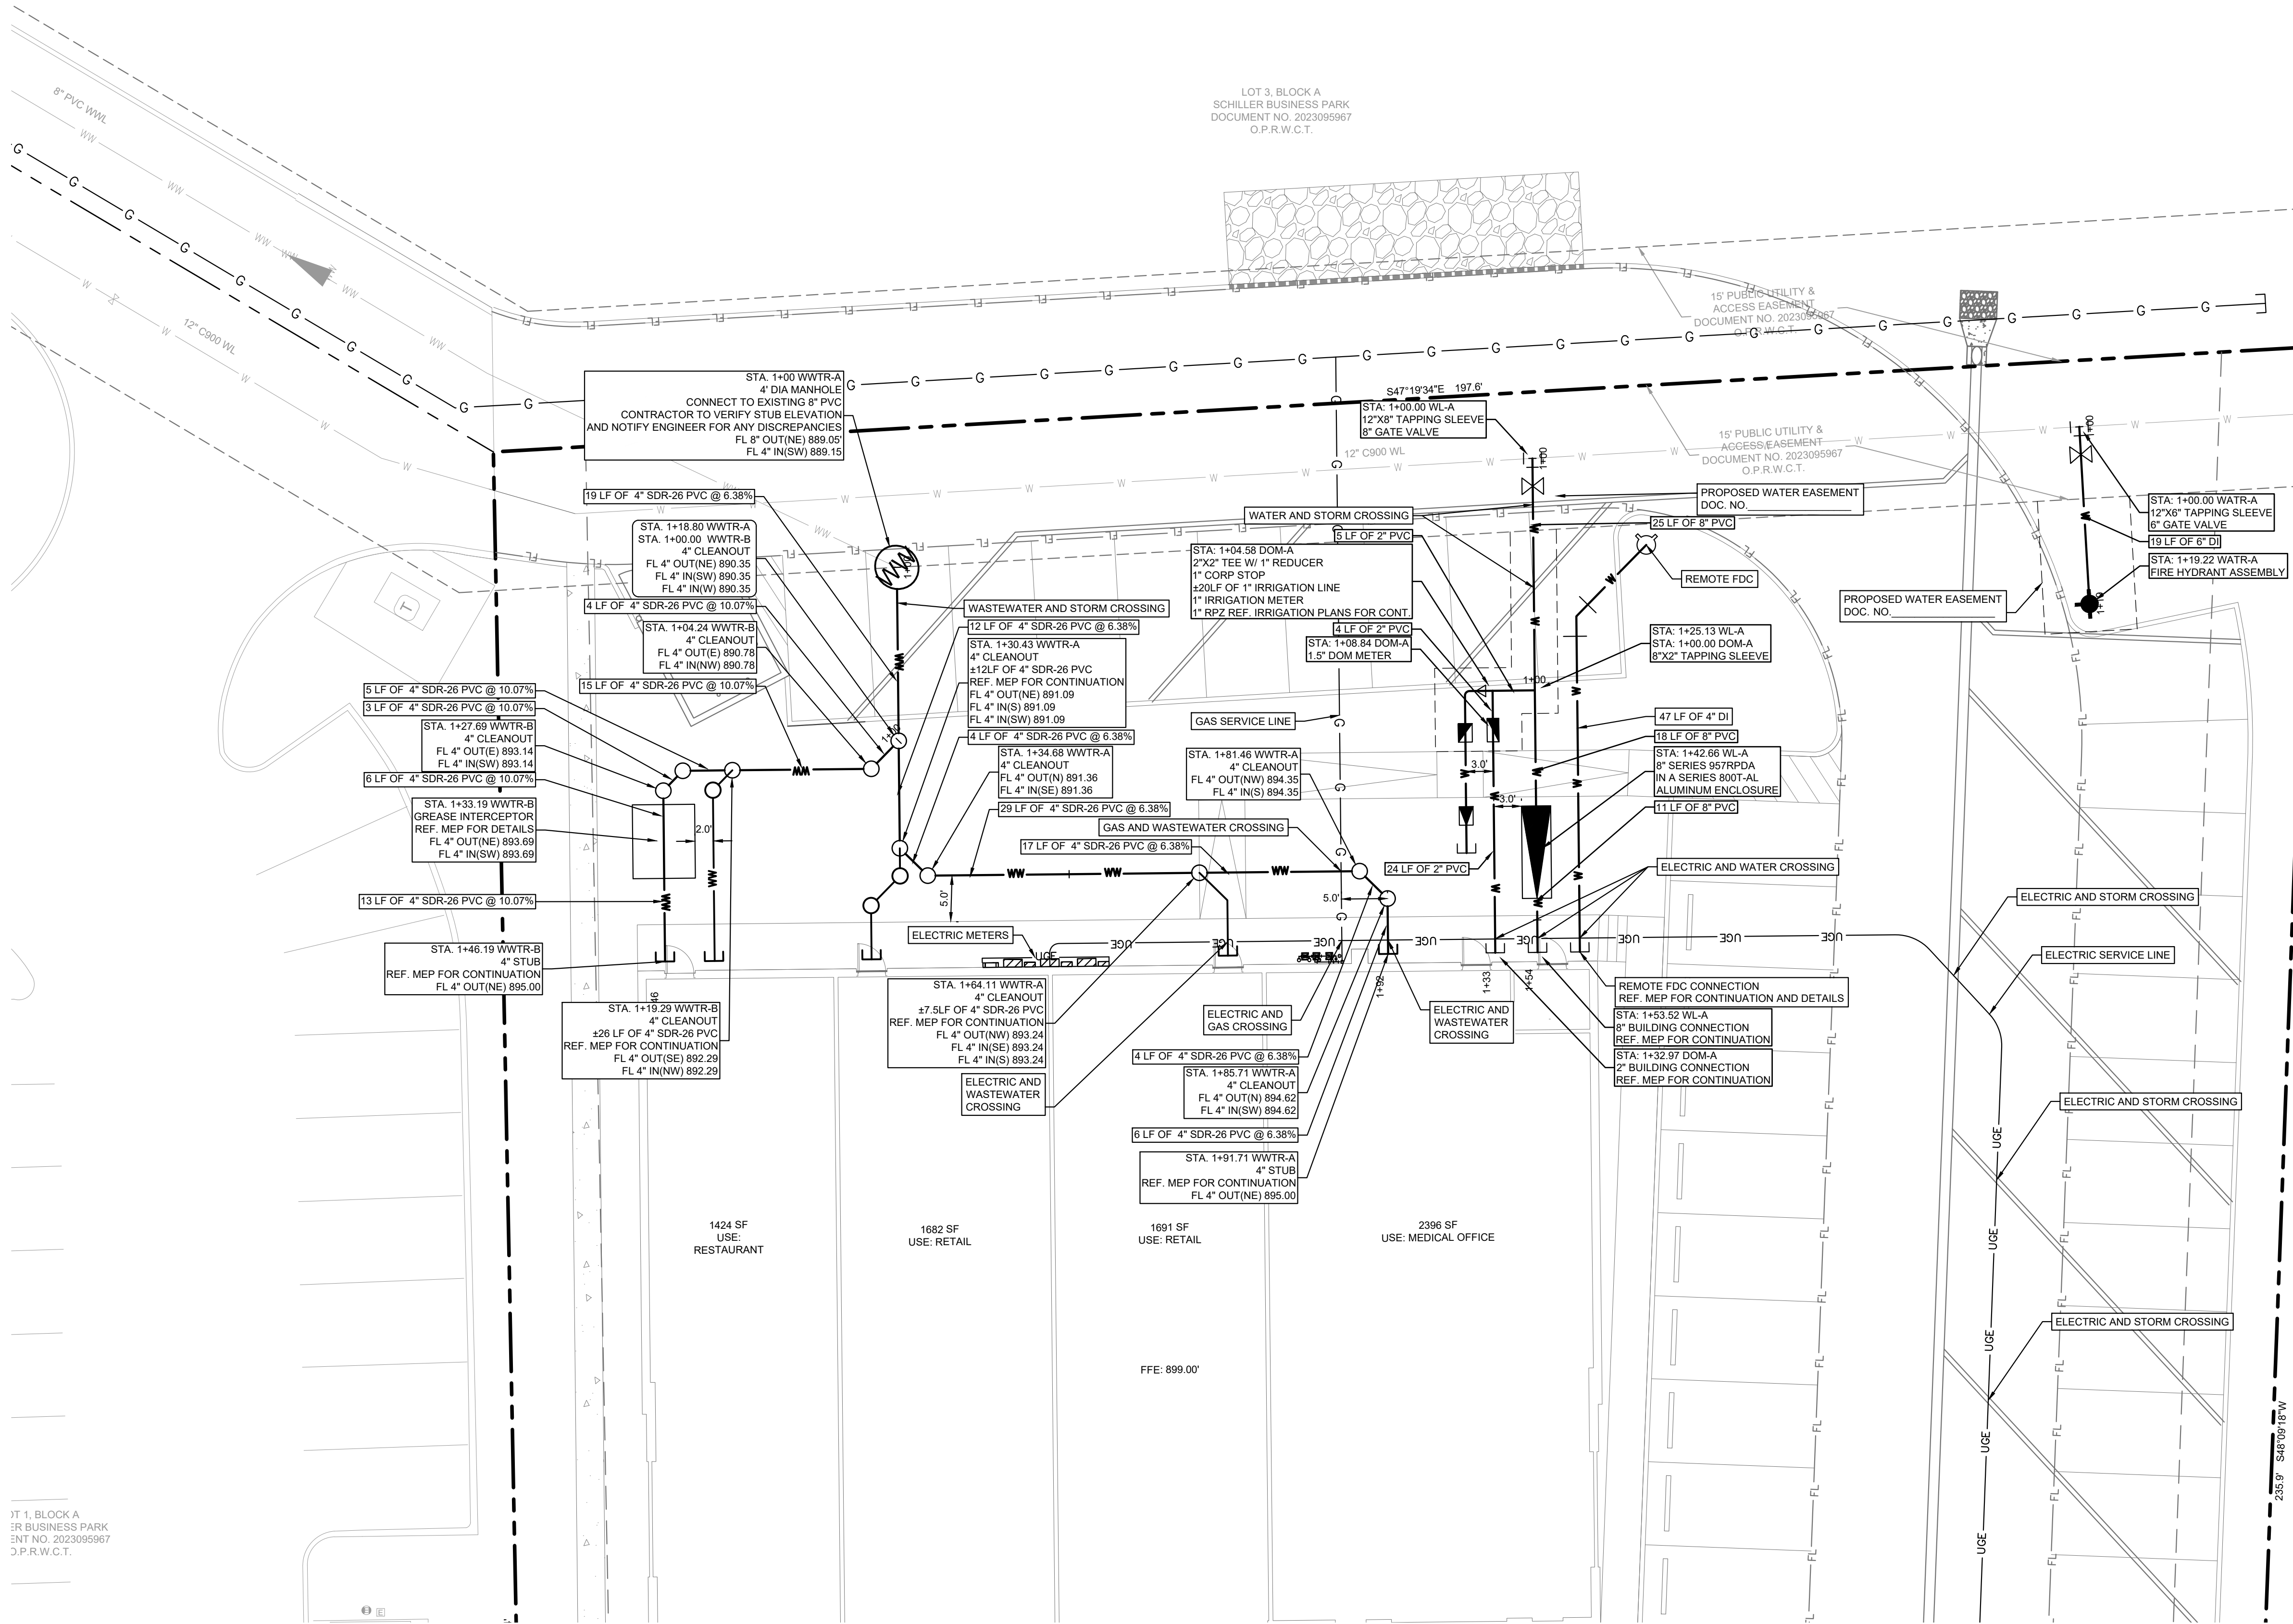 LOT 3, BLOCK A
SCHILLER BUSINESS PARK
DOCUMENT NO. 2023095967
O.P.R.W.C.T.
8" PVC WWL
12" C900 WL
15' PUBLIC UTILITY &
ACCESS EASEMENT
DOCUMENT NO. 2023095967
O.P.R.W.C.T.
S47°19'34"E 197.6'
STA. 1+00 WWTR-A
4' DIA MANHOLE
CONNECT TO EXISTING 8" PVC
CONTRACTOR TO VERIFY STUB ELEVATION
AND NOTIFY ENGINEER FOR ANY DISCREPANCIES
FL 8" OUT(NE) 889.05'
FL 4" IN(SW) 889.15
STA: 1+00.00 WL-A
12"X8" TAPPING SLEEVE
8" GATE VALVE
15' PUBLIC UTILITY &
ACCESS EASEMENT
DOCUMENT NO. 2023095967
O.P.R.W.C.T.
12" C900 WL
19 LF OF 4" SDR-26 PVC @ 6.38%
PROPOSED WATER EASEMENT
DOC. NO.
STA: 1+00.00 WATR-A
12"X6" TAPPING SLEEVE
6" GATE VALVE
19 LF OF 6" DI
STA: 1+19.22 WATR-A
FIRE HYDRANT ASSEMBLY
WATER AND STORM CROSSING
25 LF OF 8" PVC
5 LF OF 2" PVC
STA. 1+18.80 WWTR-A
STA. 1+00.00 WWTR-B
4" CLEANOUT
FL 4" OUT(NE) 890.35
FL 4" IN(SW) 890.35
FL 4" IN(W) 890.35
STA: 1+04.58 DOM-A
2"X2" TEE W/ 1" REDUCER
1" CORP STOP
±20LF OF 1" IRRIGATION LINE
1" IRRIGATION METER
1" RPZ REF. IRRIGATION PLANS FOR CONT.
REMOTE FDC
PROPOSED WATER EASEMENT
DOC. NO.
4 LF OF 4" SDR-26 PVC @ 10.07%
WASTEWATER AND STORM CROSSING
12 LF OF 4" SDR-26 PVC @ 6.38%
4 LF OF 2" PVC
STA: 1+08.84 DOM-A
1.5" DOM METER
STA: 1+25.13 WL-A
STA: 1+00.00 DOM-A
8"X2" TAPPING SLEEVE
STA. 1+04.24 WWTR-B
4" CLEANOUT
FL 4" OUT(E) 890.78
FL 4" IN(NW) 890.78
STA: 1+30.43 WWTR-A
4" CLEANOUT
±12LF OF 4" SDR-26 PVC
REF. MEP FOR CONTINUATION
FL 4" OUT(NE) 891.09
FL 4" IN(S) 891.09
FL 4" IN(SW) 891.09
15 LF OF 4" SDR-26 PVC @ 10.07%
5 LF OF 4" SDR-26 PVC @ 10.07%
3 LF OF 4" SDR-26 PVC @ 10.07%
STA: 1+27.69 WWTR-B
4" CLEANOUT
FL 4" OUT(E) 893.14
FL 4" IN(SW) 893.14
6 LF OF 4" SDR-26 PVC @ 10.07%
GAS SERVICE LINE
47 LF OF 4" DI
18 LF OF 8" PVC
4 LF OF 4" SDR-26 PVC @ 6.38%
STA: 1+34.68 WWTR-A
4" CLEANOUT
FL 4" OUT(N) 891.36
FL 4" IN(SE) 891.36
STA. 1+81.46 WWTR-A
4" CLEANOUT
FL 4" OUT(NW) 894.35
FL 4" IN(S) 894.35
STA: 1+42.66 WL-A
8" SERIES 957RPDA
IN A SERIES 800T-AL
ALUMINUM ENCLOSURE
11 LF OF 8" PVC
3.0'
3.0'
STA. 1+33.19 WWTR-B
GREASE INTERCEPTOR
REF. MEP FOR DETAILS
FL 4" OUT(NE) 893.69
FL 4" IN(SW) 893.69
2.0'
29 LF OF 4" SDR-26 PVC @ 6.38%
GAS AND WASTEWATER CROSSING
17 LF OF 4" SDR-26 PVC @ 6.38%
24 LF OF 2" PVC
ELECTRIC AND WATER CROSSING
13 LF OF 4" SDR-26 PVC @ 10.07%
5.0'
5.0'
ELECTRIC AND STORM CROSSING
ELECTRIC METERS
STA. 1+46.19 WWTR-B
4" STUB
REF. MEP FOR CONTINUATION
FL 4" OUT(NE) 895.00
ELECTRIC SERVICE LINE
STA: 1+19.29 WWTR-B
4" CLEANOUT
±26 LF OF 4" SDR-26 PVC
REF. MEP FOR CONTINUATION
FL 4" OUT(SE) 892.29
FL 4" IN(NW) 892.29
STA: 1+64.11 WWTR-A
4" CLEANOUT
±7.5LF OF 4" SDR-26 PVC
REF. MEP FOR CONTINUATION
FL 4" OUT(NW) 893.24
FL 4" IN(SE) 893.24
FL 4" IN(S) 893.24
1+92
1+33
1+54
ELECTRIC AND
GAS CROSSING
ELECTRIC AND
WASTEWATER
CROSSING
REMOTE FDC CONNECTION
REF. MEP FOR CONTINUATION AND DETAILS
STA: 1+53.52 WL-A
8" BUILDING CONNECTION
REF. MEP FOR CONTINUATION
STA: 1+32.97 DOM-A
2" BUILDING CONNECTION
REF. MEP FOR CONTINUATION
4 LF OF 4" SDR-26 PVC @ 6.38%
ELECTRIC AND
WASTEWATER
CROSSING
STA: 1+85.71 WWTR-A
4" CLEANOUT
FL 4" OUT(N) 894.62
FL 4" IN(SW) 894.62
ELECTRIC AND STORM CROSSING
6 LF OF 4" SDR-26 PVC @ 6.38%
STA. 1+91.71 WWTR-A
4" STUB
REF. MEP FOR CONTINUATION
FL 4" OUT(NE) 895.00
1424 SF
USE:
RESTAURANT
1682 SF
USE: RETAIL
1691 SF
USE: RETAIL
2396 SF
USE: MEDICAL OFFICE
ELECTRIC AND STORM CROSSING
FFE: 899.00'
235.9' S48°09'18"W
OT 1, BLOCK A
ER BUSINESS PARK
ENT NO. 2023095967
O.P.R.W.C.T.